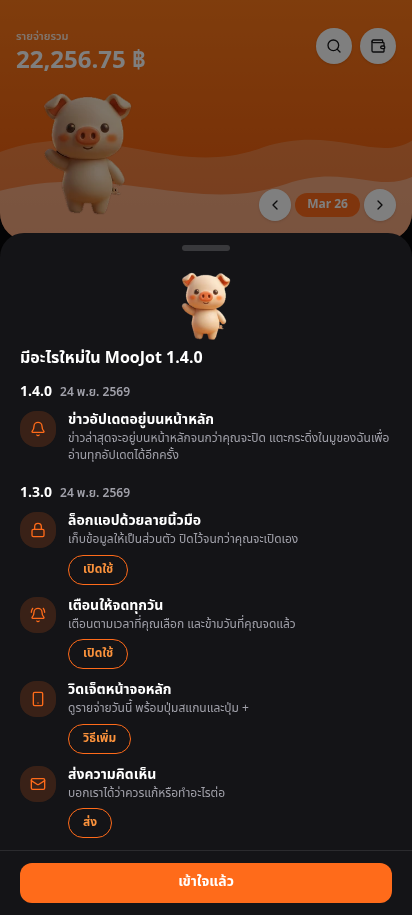 รายจ่ายรวม
22,256.75 ฿
Mar 26
มีอะไรใหม่ใน MooJot 1.4.0
1.4.0 24 พ.ย. 2569
ข่าวอัปเดตอยู่บนหน้าหลัก
ข่าวล่าสุดจะอยู่บนหน้าหลักจนกว่าคุณจะปิด แตะกระดิ่งในมูของฉันเพื่อ
อ่านทุกอัปเดตได้อีกครั้ง
1.3.0 24 พ.ย. 2569
ล็อกแอปด้วยลายนิ้วมือ
เก็บข้อมูลให้เป็นส่วนตัว ปิดไว้จนกว่าคุณจะเปิดเอง
เปิดใช้
เตือนให้จดทุกวัน
เตือนตามเวลาที่คุณเลือก และข้ามวันที่คุณจดแล้ว
เปิดใช้
วิดเจ็ตหน้าจอหลัก
ดูรายจ่ายวันนี้ พร้อมปุ่มสแกนและปุ่ม +
วิธีเพิ่ม
ส่งความคิดเห็น
บอกเราได้ว่าควรแก้หรือทำอะไรต่อ
ส่ง
เข้าใจแล้ว